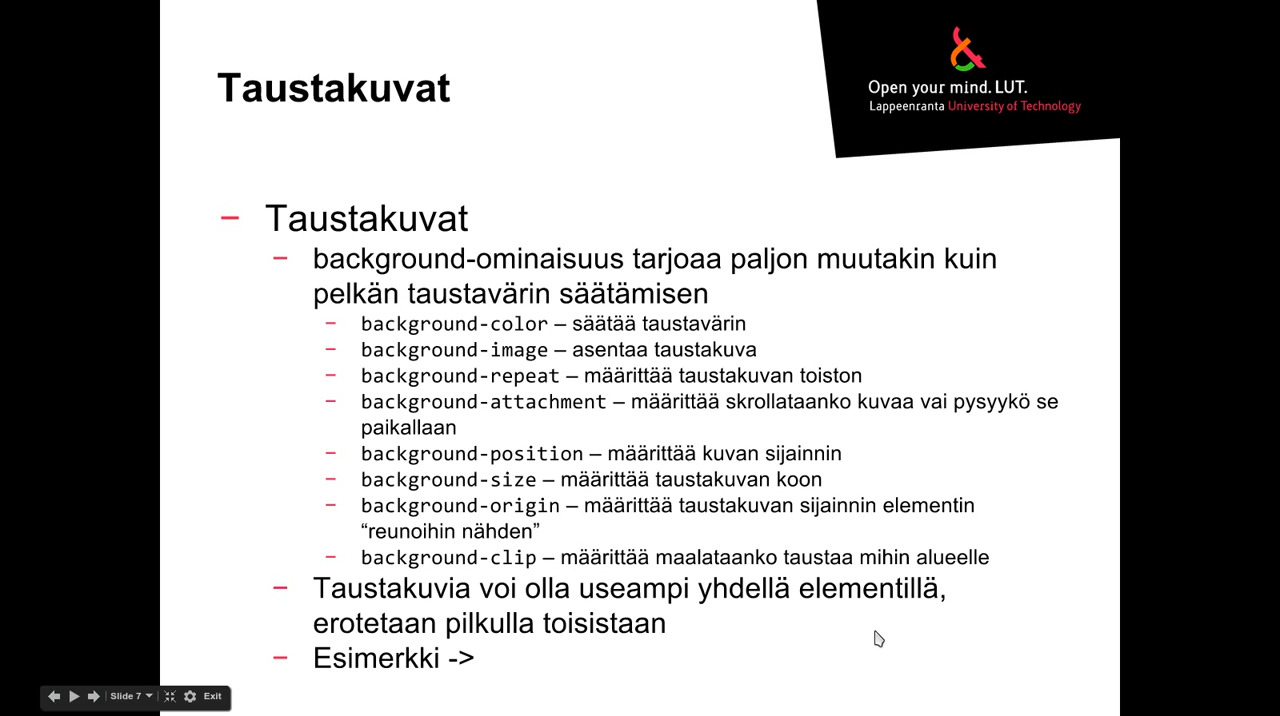 Taustakuvat
Open your mind. LUT.
Lappeenranta University of Technology
– Taustakuvat
– background-ominaisuus tarjoaa paljon muutakin kuin
pelkän taustavärin säätämisen
– background-color – säätää taustavärin
– background-image – asentaa taustakuva
– background-repeat – määrittää taustakuvan toiston
– background-attachment – määrittää skrollataanko kuvaa vai pysyykö se
paikallaan
– background-position – määrittää kuvan sijainnin
– background-size – määrittää taustakuvan koon
– background-origin – määrittää taustakuvan sijainnin elementin
“reunoihin nähden”
– background-clip – määrittää maalataanko taustaa mihin alueelle
– Taustakuvia voi olla useampi yhdellä elementillä,
erotetaan pilkulla toisistaan
– Esimerkki ->
Slide 7 Exit